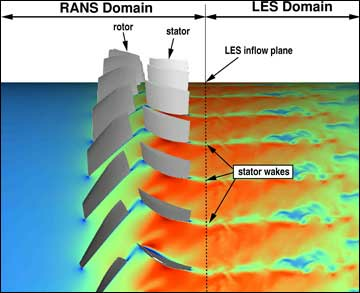 RANS Domain
LES Domain
rotor
stator
LES inflow plane
stator wakes